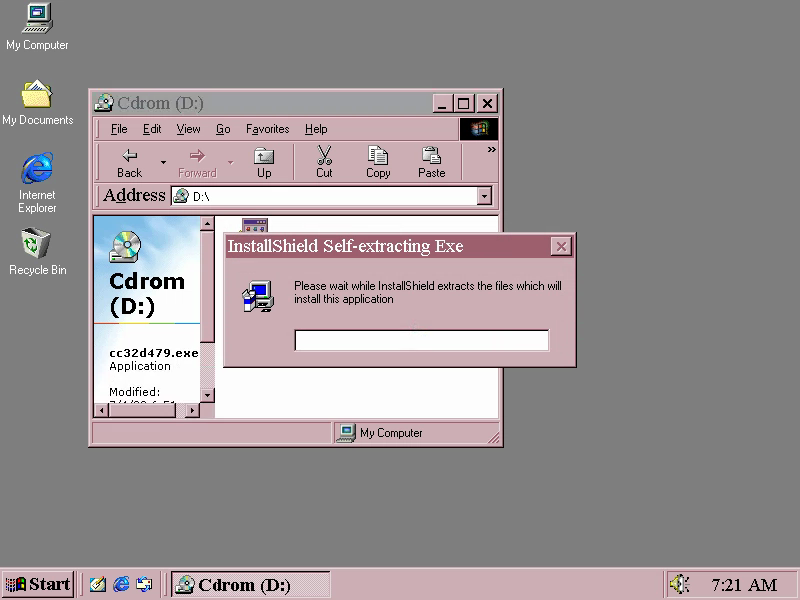 My Computer
My Documents
Internet
Explorer
Recycle Bin
Cdrom (D:)
File Edit View Go Favorites Help
Back Forward Up Cut Copy Paste »
Address D:\
Cdrom
(D:)
cc32d479.exe
Application
Modified:
InstallShield Self-extracting Exe
Please wait while InstallShield extracts the files which will
install this application
My Computer
Start Cdrom (D:) 7:21 AM